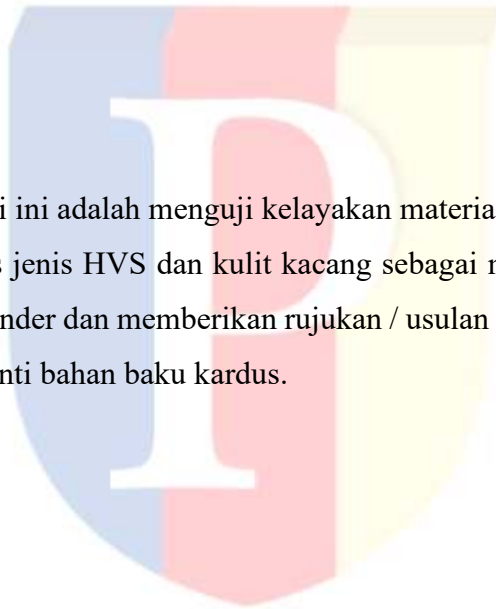 i ini adalah menguji kelayakan materia
s jenis HVS dan kulit kacang sebagai
nder dan memberikan rujukan / usulan
nti bahan baku kardus.
P